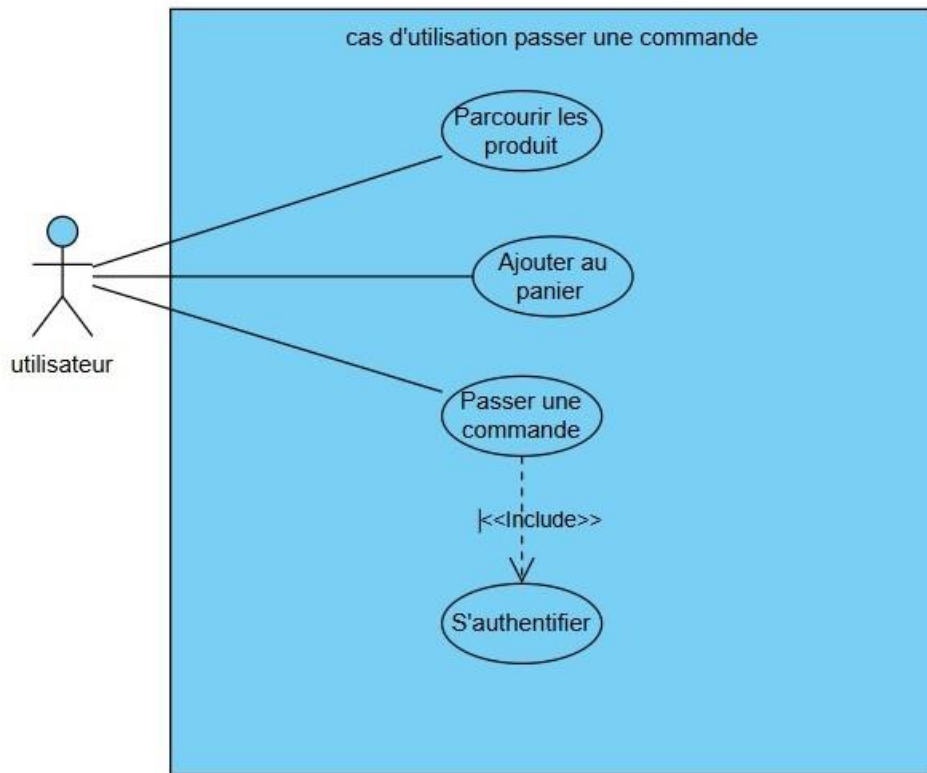 cas d'utilisation passer une commande
Parcourir les
produit
Ajouter au
panier
utilisateur
Passer une
commande
|<<Include>>
S'authentifier